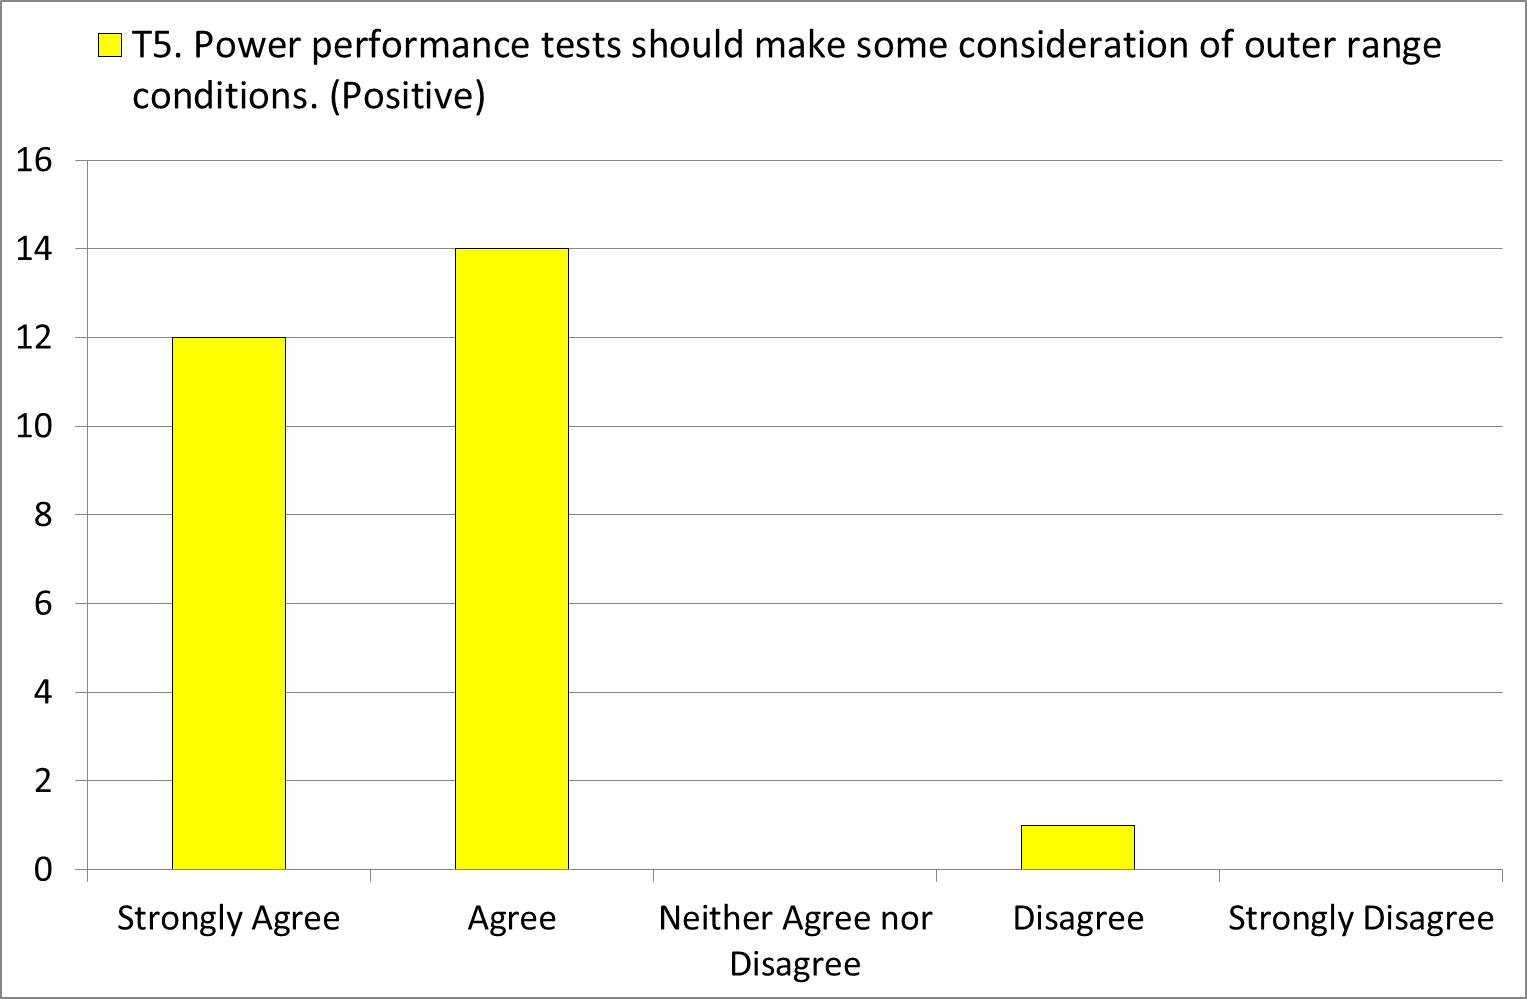 T5. Power performance tests should make some consideration of outer range
conditions. (Positive)
16
14
12
10
8
6
4
2
0
Strongly Agree
Agree
Neither Agree nor
Disagree
Disagree
Strongly Disagree